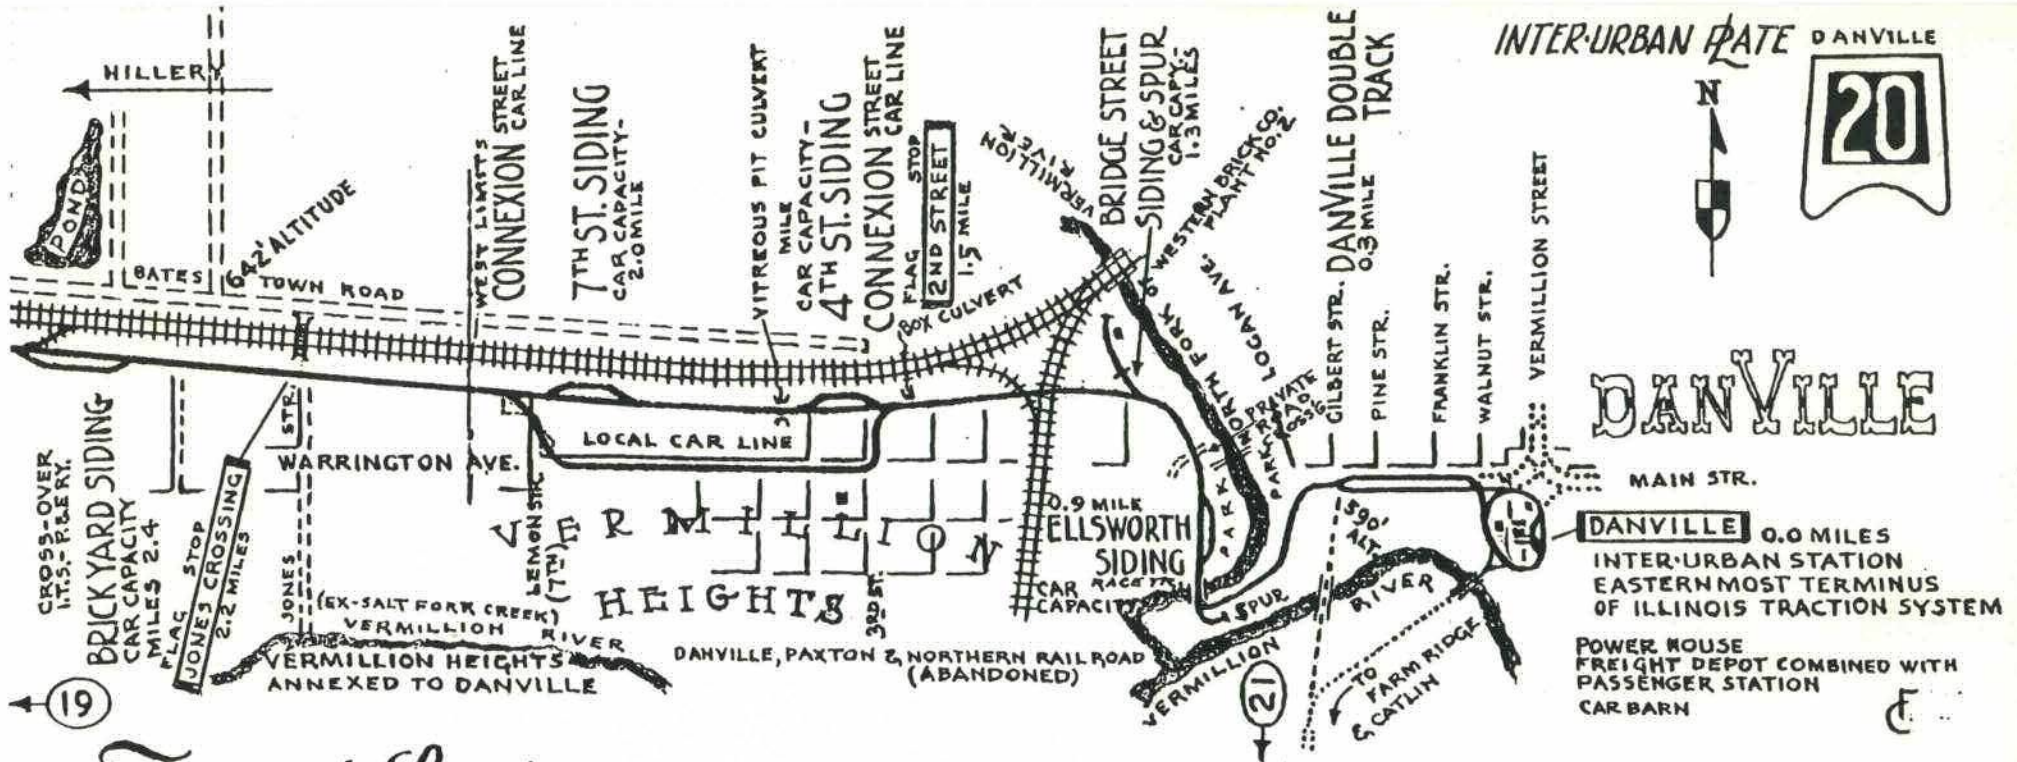 INTER·URBAN PLATE
DANVILLE
20
N
HILLERY
POND
BATES
TOWN ROAD
642' ALTITUDE
WEST LIMITS
CONNEXION STREET
CAR LINE
7TH ST. SIDING
CAR CAPACITY-
2.0 MILE
VITREOUS PIT CULVERT
MILE
CAR CAPACITY-
4TH ST. SIDING
CONNEXION STREET
CAR LINE
FLAG STOP
2ND STREET
1.5 MILE
BOX CULVERT
VERMILLION
RIVER
BRIDGE STREET
SIDING & SPUR
CAR CAPY.-
1.3 MILES
WESTERN BRICK CO.
PLANT NO. 2
NORTH FORK OF
VERMILLION
LOGAN AVE.
GILBERT STR.
DANVILLE DOUBLE
TRACK
0.3 MILE
PINE STR.
FRANKLIN STR.
WALNUT STR.
VERMILLION STREET
DANVILLE
MAIN STR.
PRIVATE
ROAD
PARK
PARK
CROSS-OVER
I.T.S.- P.&E.RY.
BRICKYARD SIDING
CAR CAPACITY
MILES 2.4
FLAG STOP
JONES CROSSING
2.2 MILES
JONES
STR.
WARRINGTON AVE.
LOCAL CAR LINE
LEMON STR.
(7TH)
VERMILLION
HEIGHTS
3RD ST.
0.9 MILE
ELLSWORTH
SIDING
CAR
CAPACITY
RACE TR.
SPUR
590'
ALT.
RIVER
VERMILLION
(EX-SALT FORK CREEK)
VERMILLION RIVER
VERMILLION HEIGHTS
ANNEXED TO DANVILLE
DANVILLE, PAXTON & NORTHERN RAILROAD
(ABANDONED)
TO
FARM RIDGE
& CATLIN
DANVILLE 0.0 MILES
INTER·URBAN STATION
EASTERNMOST TERMINUS
OF ILLINOIS TRACTION SYSTEM
POWER HOUSE
FREIGHT DEPOT COMBINED WITH
PASSENGER STATION
CAR BARN
19
21